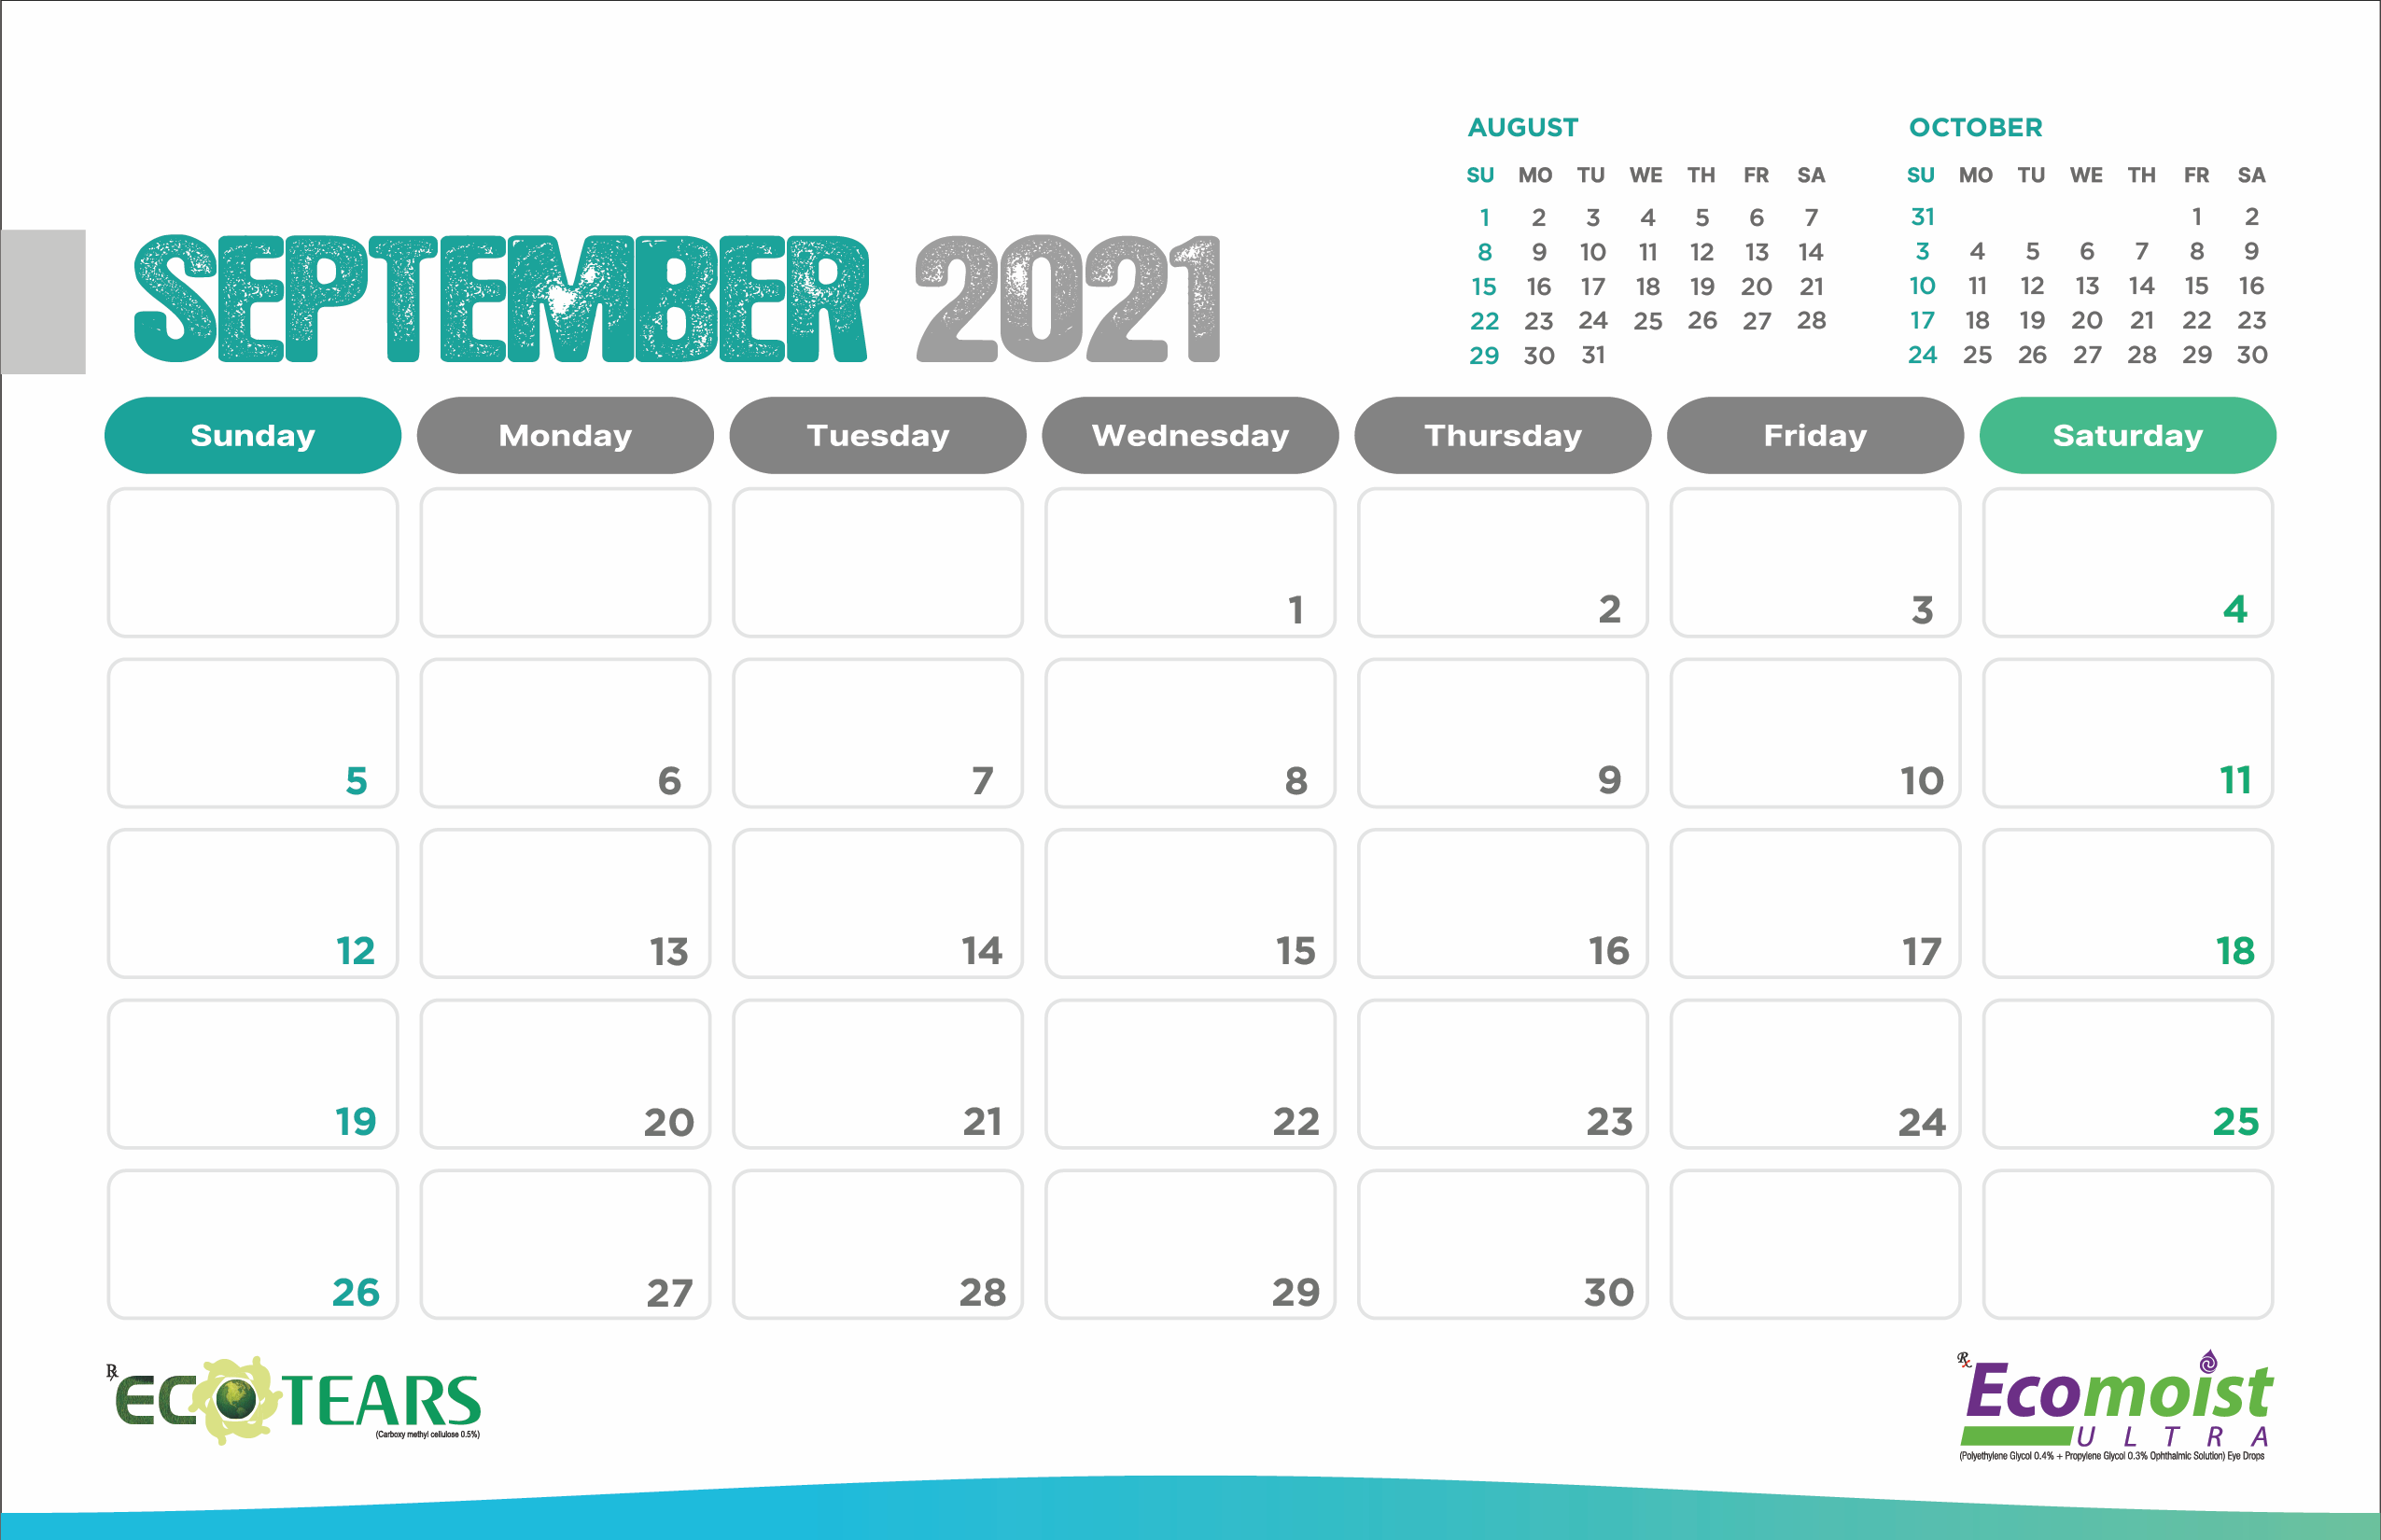 AUGUST
SU MO TU WE TH FR SA
1 2 3 4 5 6 7
8 9 10 11 12 13 14
15 16 17 18 19 20 21
22 23 24 25 26 27 28
29 30 31
OCTOBER
SU MO TU WE TH FR SA
31 1 2
3 4 5 6 7 8 9
10 11 12 13 14 15 16
17 18 19 20 21 22 23
24 25 26 27 28 29 30
SEPTEMBER 2021
Sunday Monday Tuesday Wednesday Thursday Friday Saturday
1 2 3 4
5 6 7 8 9 10 11
12 13 14 15 16 17 18
19 20 21 22 23 24 25
26 27 28 29 30
℞ ECOTEARS
(Carboxy methyl cellulose 0.5%)
℞ Ecomoist
ULTRA
(Polyethylene Glycol 0.4% + Propylene Glycol 0.3% Ophthalmic Solution) Eye Drops